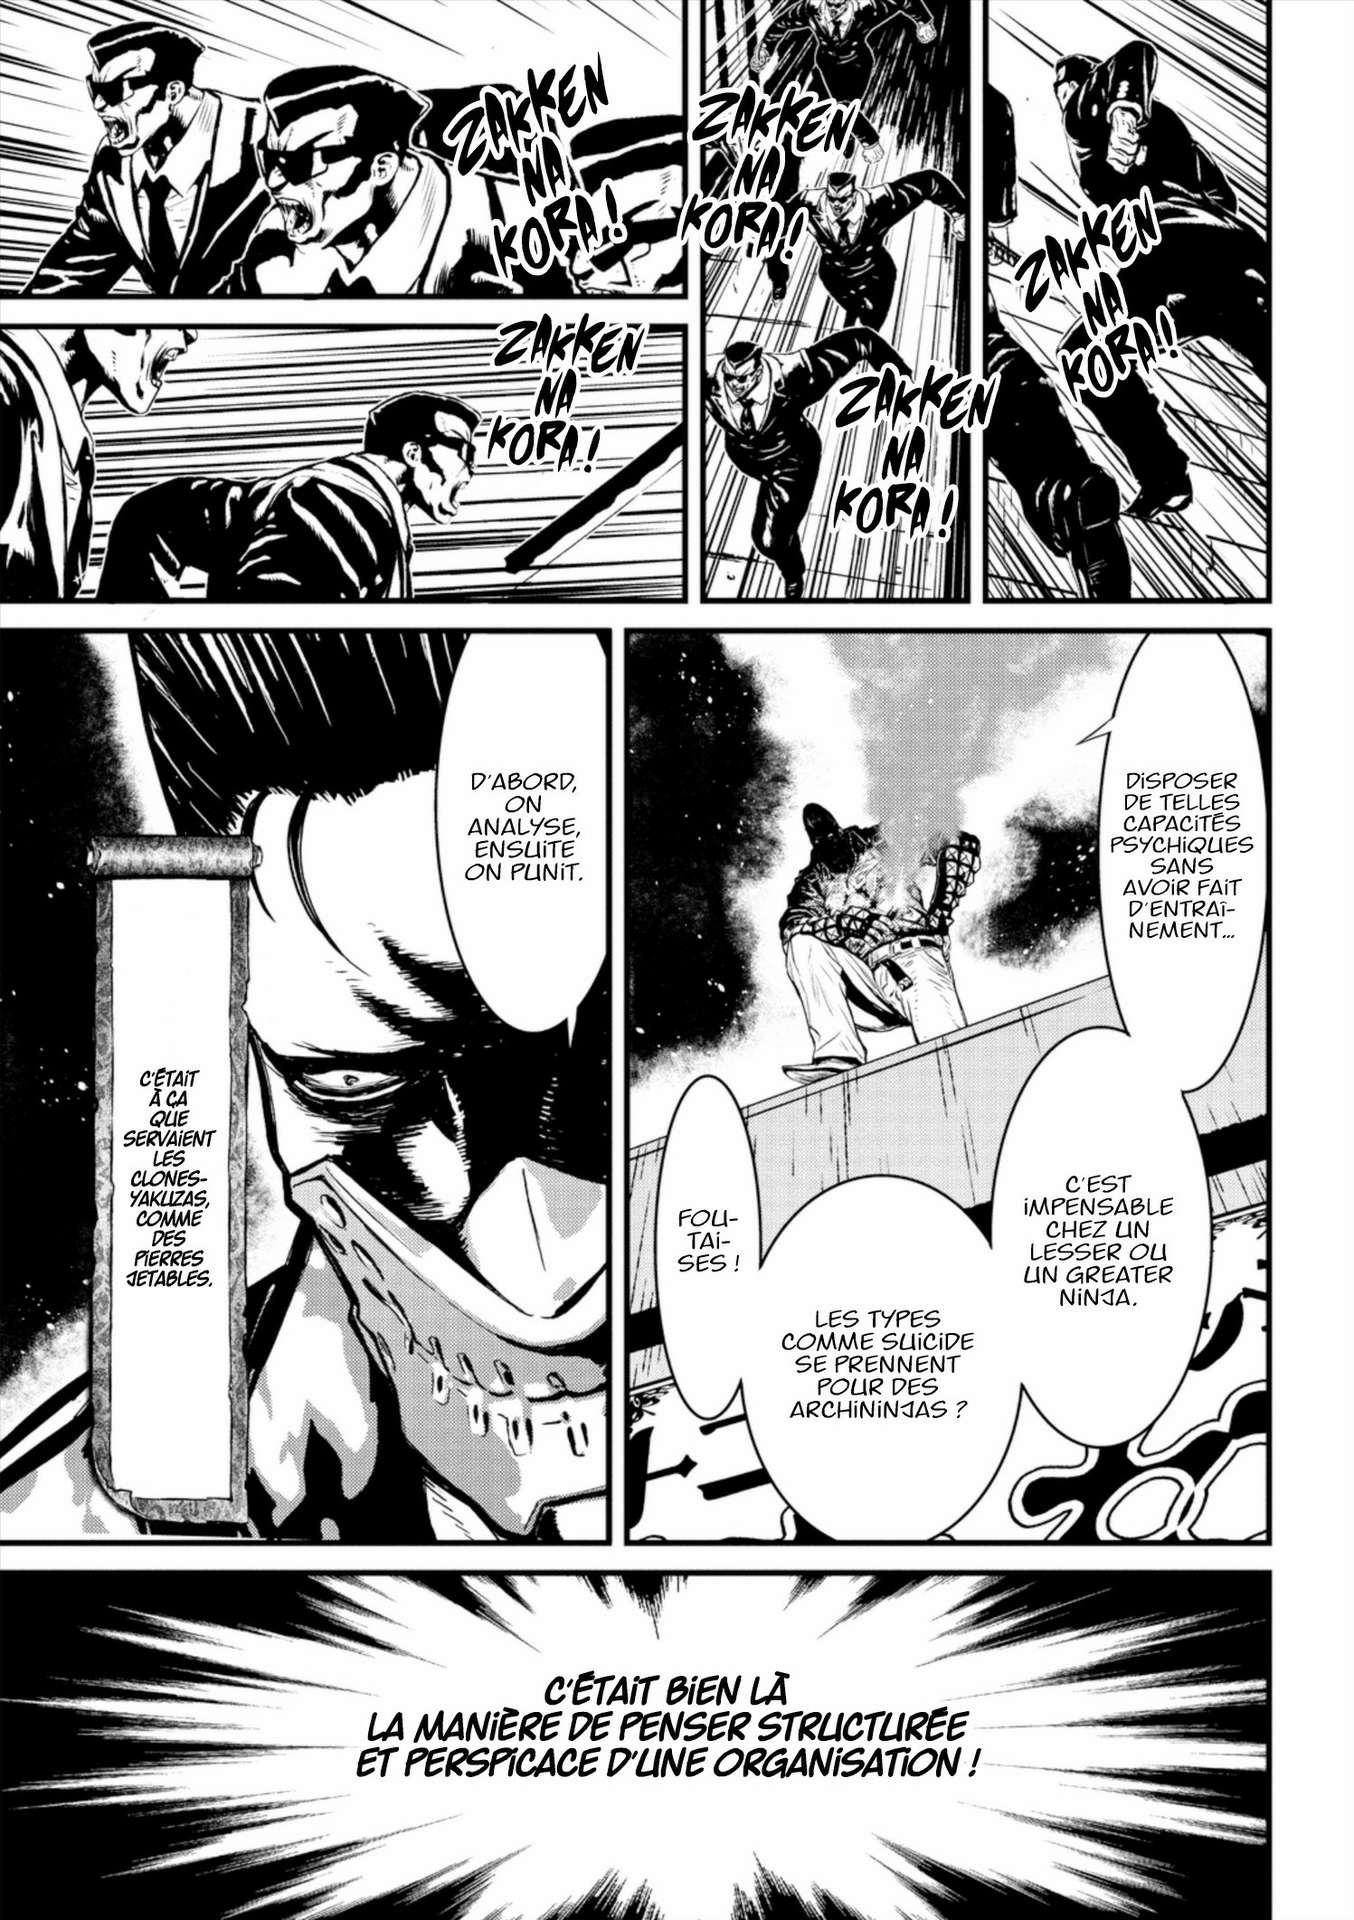 ZAKKEN
NA
KORA!!
ZAKKEN
NA
KORA!
ZAKKEN
NA
KORA!
ZAKKEN
NA
KORA!
ZAKKEN
NA
KORA!
DISPOSER
DE TELLES
CAPACITÉS
PSYCHIQUES
SANS
AVOIR FAIT
D'ENTRAÎ-
NEMENT...
C'EST
IMPENSABLE
CHEZ UN
LESSER OU
UN GREATER
NINJA.
LES TYPES
COMME SUICIDE
SE PRENNENT
POUR DES
ARCHININJAS ?
FOU-
TAI-
SES !
D'ABORD,
ON
ANALYSE,
ENSUITE
ON PUNIT.
C'ÉTAIT
À ÇA
QUE
SERVAIENT
LES
CLONES-
YAKUZAS,
COMME
DES
PIERRES
JETABLES.
C'ÉTAIT BIEN LÀ
LA MANIÈRE DE PENSER STRUCTURÉE
ET PERSPICACE D'UNE ORGANISATION !